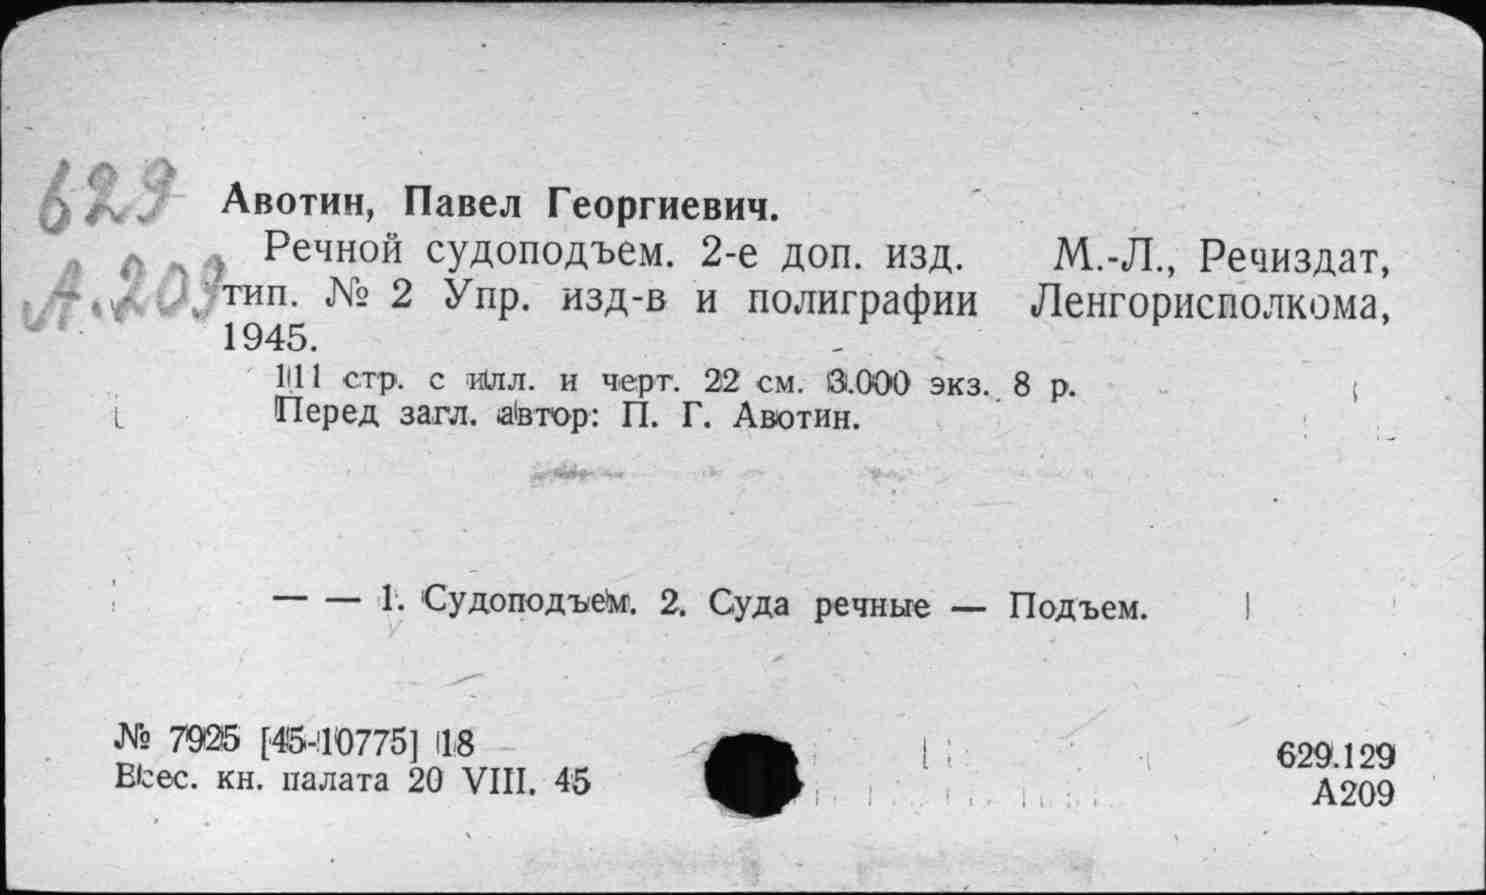 629
А.209
Авотин, Павел Георгиевич.
Речной судоподъем. 2-е доп. изд. М.-Л., Речиздат,
тип. № 2 Упр. изд-в и полиграфии Ленгорисполкома,
1945.
111 стр. с илл. и черт. 22 см. 3.000 экз. 8 р.
Перед загл. автор: П. Г. Авотин.
— — 1. Судоподъем. 2. Суда речные — Подъем.
№ 7925 [45-10775] 18
Всес. кн. палата 20 VIII. 45
629.129
А209